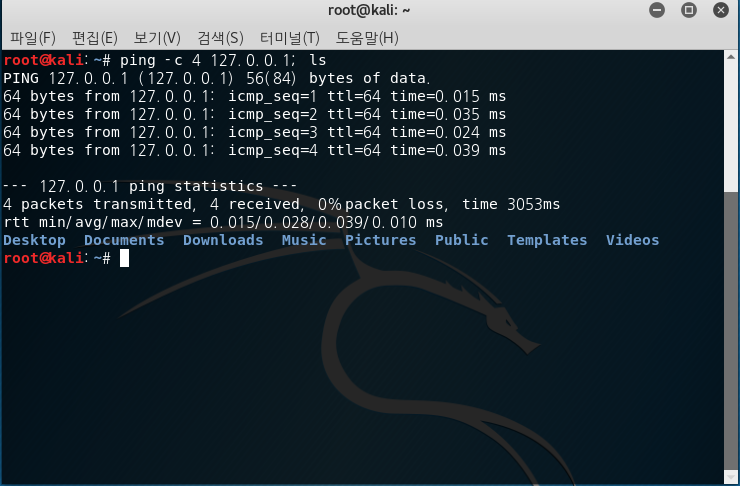 root@kali: ~
파일(F) 편집(E) 보기(V) 검색(S) 터미널(T) 도움말(H)
root@kali:~# ping -c 4 127.0.0.1; ls
PING 127.0.0.1 (127.0.0.1) 56(84) bytes of data.
64 bytes from 127.0.0.1: icmp_seq=1 ttl=64 time=0.015 ms
64 bytes from 127.0.0.1: icmp_seq=2 ttl=64 time=0.035 ms
64 bytes from 127.0.0.1: icmp_seq=3 ttl=64 time=0.024 ms
64 bytes from 127.0.0.1: icmp_seq=4 ttl=64 time=0.039 ms
--- 127.0.0.1 ping statistics ---
4 packets transmitted, 4 received, 0% packet loss, time 3053ms
rtt min/avg/max/mdev = 0.015/0.028/0.039/0.010 ms
Desktop Documents Downloads Music Pictures Public Templates Videos
root@kali:~#